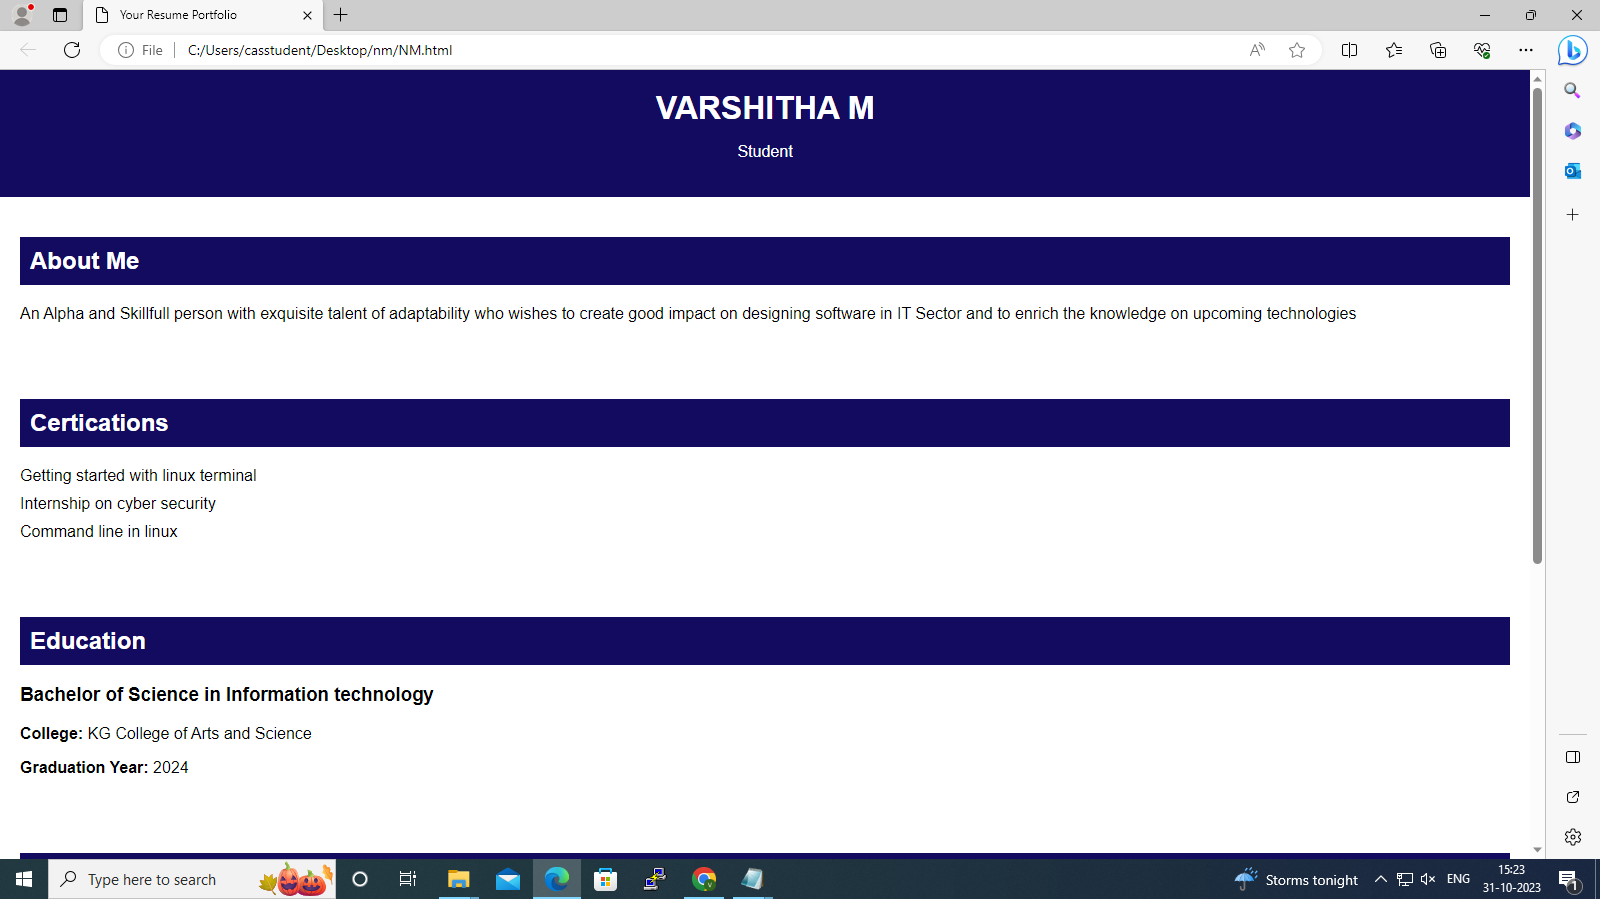 Your Resume Portfolio
File
C:/Users/casstudent/Desktop/nm/NM.html
VARSHITHA M
Student
About Me
An Alpha and Skillfull person with exquisite talent of adaptability who wishes to create good impact on designing software in IT Sector and to enrich the knowledge on upcoming technologies
Certications
Getting started with linux terminal
Internship on cyber security
Command line in linux
Education
Bachelor of Science in Information technology
College: KG College of Arts and Science
Graduation Year: 2024
Type here to search
Storms tonight
ENG
15:23
31-10-2023
1